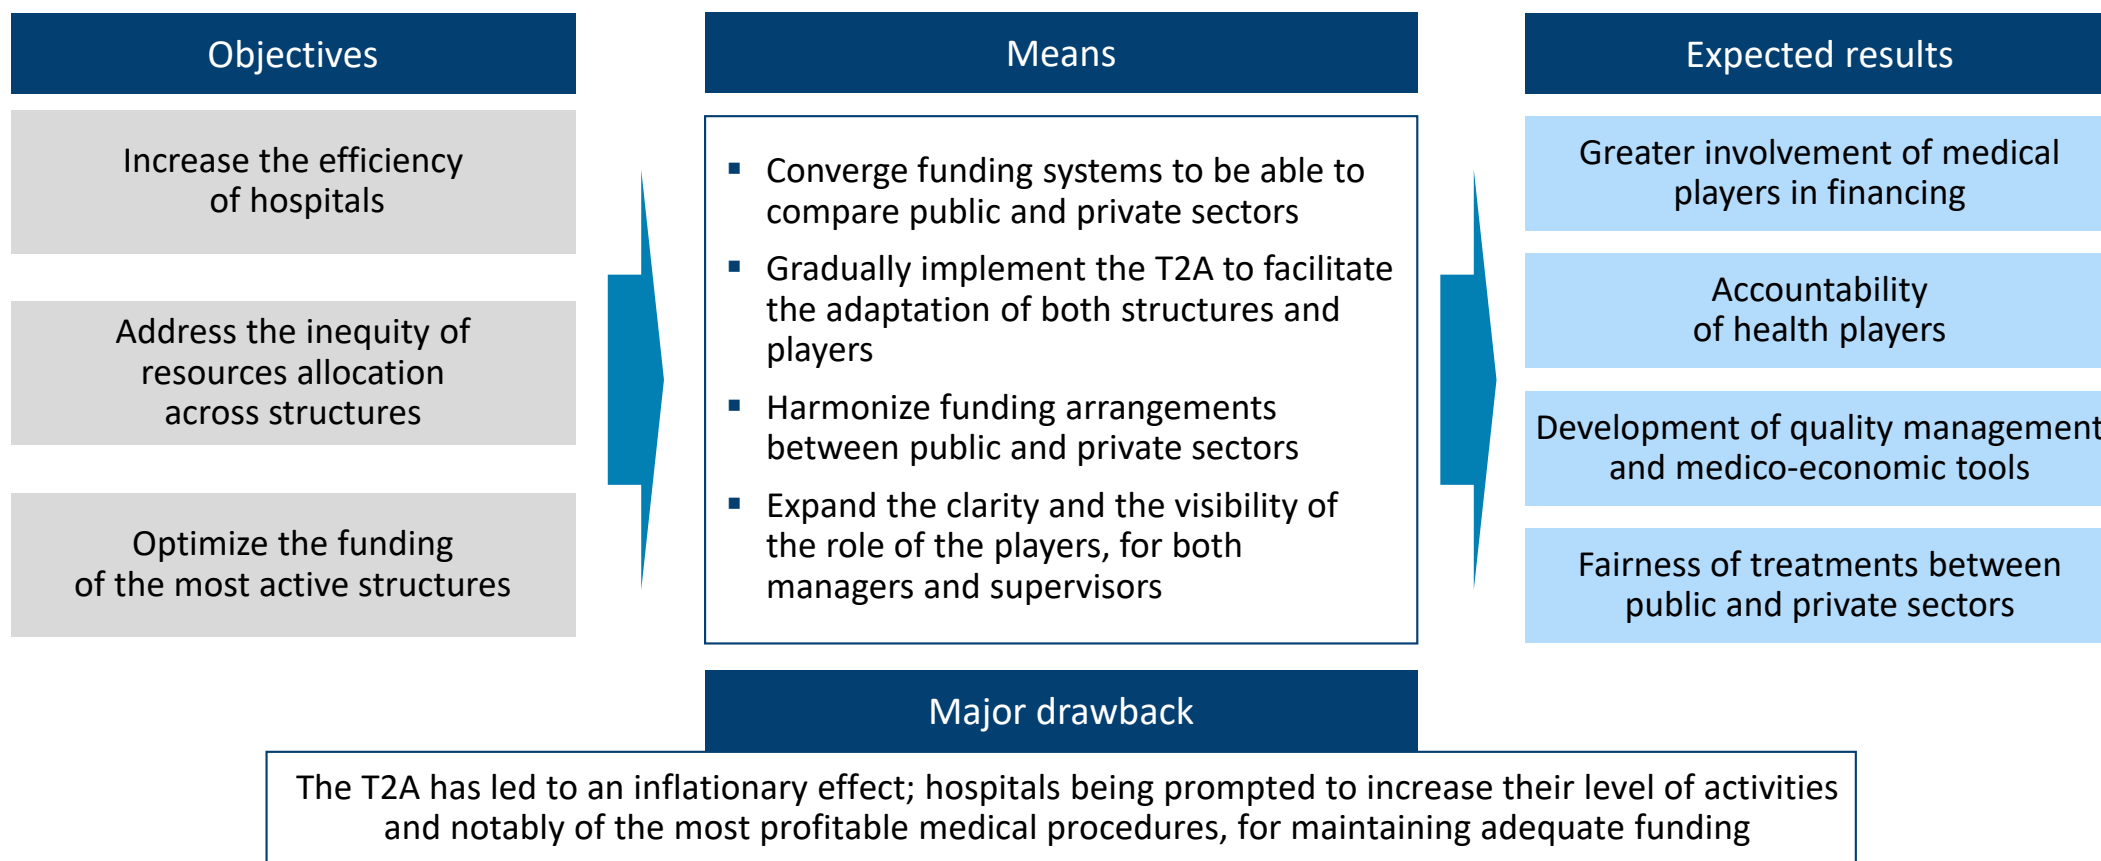 Objectives
Increase the efficiency
of hospitals
Address the inequity of
resources allocation
across structures
Optimize the funding
of the most active structures
Means
▪ Converge funding systems to be able to
compare public and private sectors
▪ Gradually implement the T2A to facilitate
the adaptation of both structures and
players
▪ Harmonize funding arrangements
between public and private sectors
▪ Expand the clarity and the visibility of
the role of the players, for both
managers and supervisors
Expected results
Greater involvement of medical
players in financing
Accountability
of health players
Development of quality management
and medico-economic tools
Fairness of treatments between
public and private sectors
Major drawback
The T2A has led to an inflationary effect; hospitals being prompted to increase their level of activities
and notably of the most profitable medical procedures, for maintaining adequate funding